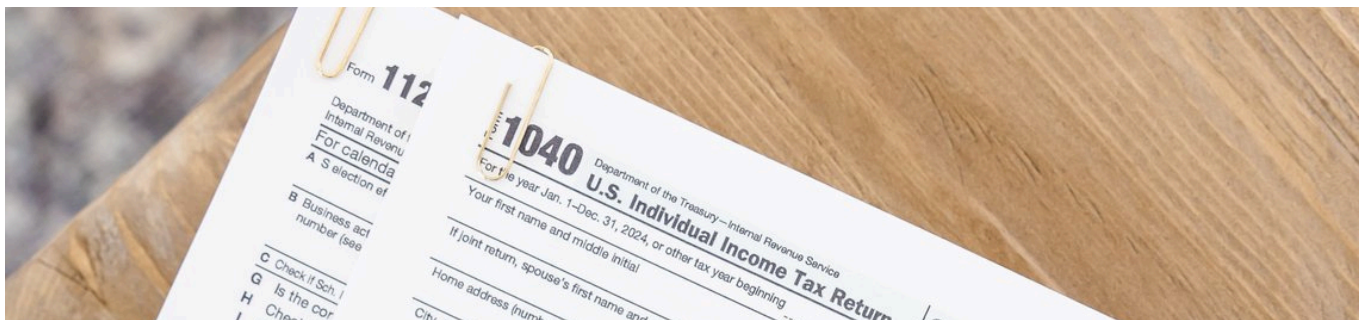 Form 112
Department of
Internal Revenu
For calenda
A S election ef
B Business act
number (see
C Check if Sch.
G Is the cor
H Chec
1040 Department of the Treasury—Internal Revenue Service
U.S. Individual Income Tax Return
For the year Jan. 1–Dec. 31, 2024, or other tax year beginning
Your first name and middle initial
If joint return, spouse's first name and
Home address (numb
City